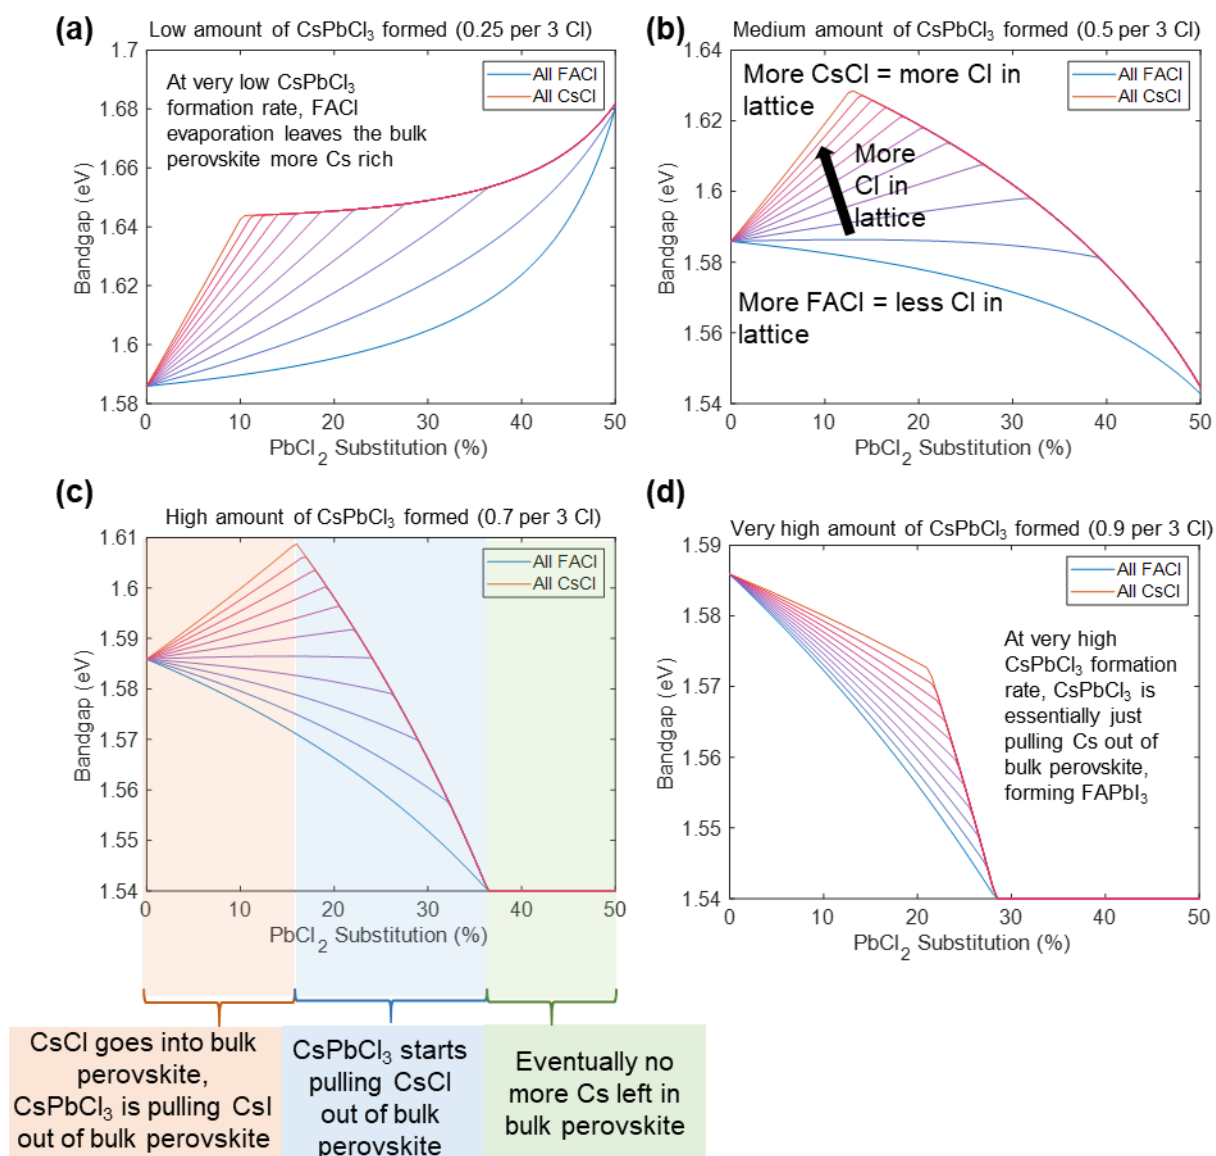 (a)
Low amount of CsPbCl₃ formed (0.25 per 3 Cl)
1.7
1.68
1.66
1.64
1.62
1.6
1.58
Bandgap (eV)
At very low CsPbCl₃
formation rate, FACl
evaporation leaves the bulk
perovskite more Cs rich
All FACl
All CsCl
0 10 20 30 40 50
PbCl₂ Substitution (%)
(b)
Medium amount of CsPbCl₃ formed (0.5 per 3 Cl)
1.64
1.62
1.6
1.58
1.56
1.54
Bandgap (eV)
More CsCl = more Cl in
lattice
All FACl
All CsCl
More
Cl in
lattice
More FACl = less Cl in
lattice
0 10 20 30 40 50
PbCl₂ Substitution (%)
(c)
High amount of CsPbCl₃ formed (0.7 per 3 Cl)
1.61
1.6
1.59
1.58
1.57
1.56
1.55
1.54
Bandgap (eV)
All FACl
All CsCl
0 10 20 30 40 50
PbCl₂ Substitution (%)
CsCl goes into bulk
perovskite,
CsPbCl₃ is pulling CsI
out of bulk perovskite
CsPbCl₃ starts
pulling CsCl
out of bulk
perovskite
Eventually no
more Cs left in
bulk perovskite
(d)
Very high amount of CsPbCl₃ formed (0.9 per 3 Cl)
1.59
1.58
1.57
1.56
1.55
1.54
Bandgap (eV)
All FACl
All CsCl
At very high
CsPbCl₃ formation
rate, CsPbCl₃ is
essentially just
pulling Cs out of
bulk perovskite,
forming FAPbI₃
0 10 20 30 40 50
PbCl₂ Substitution (%)